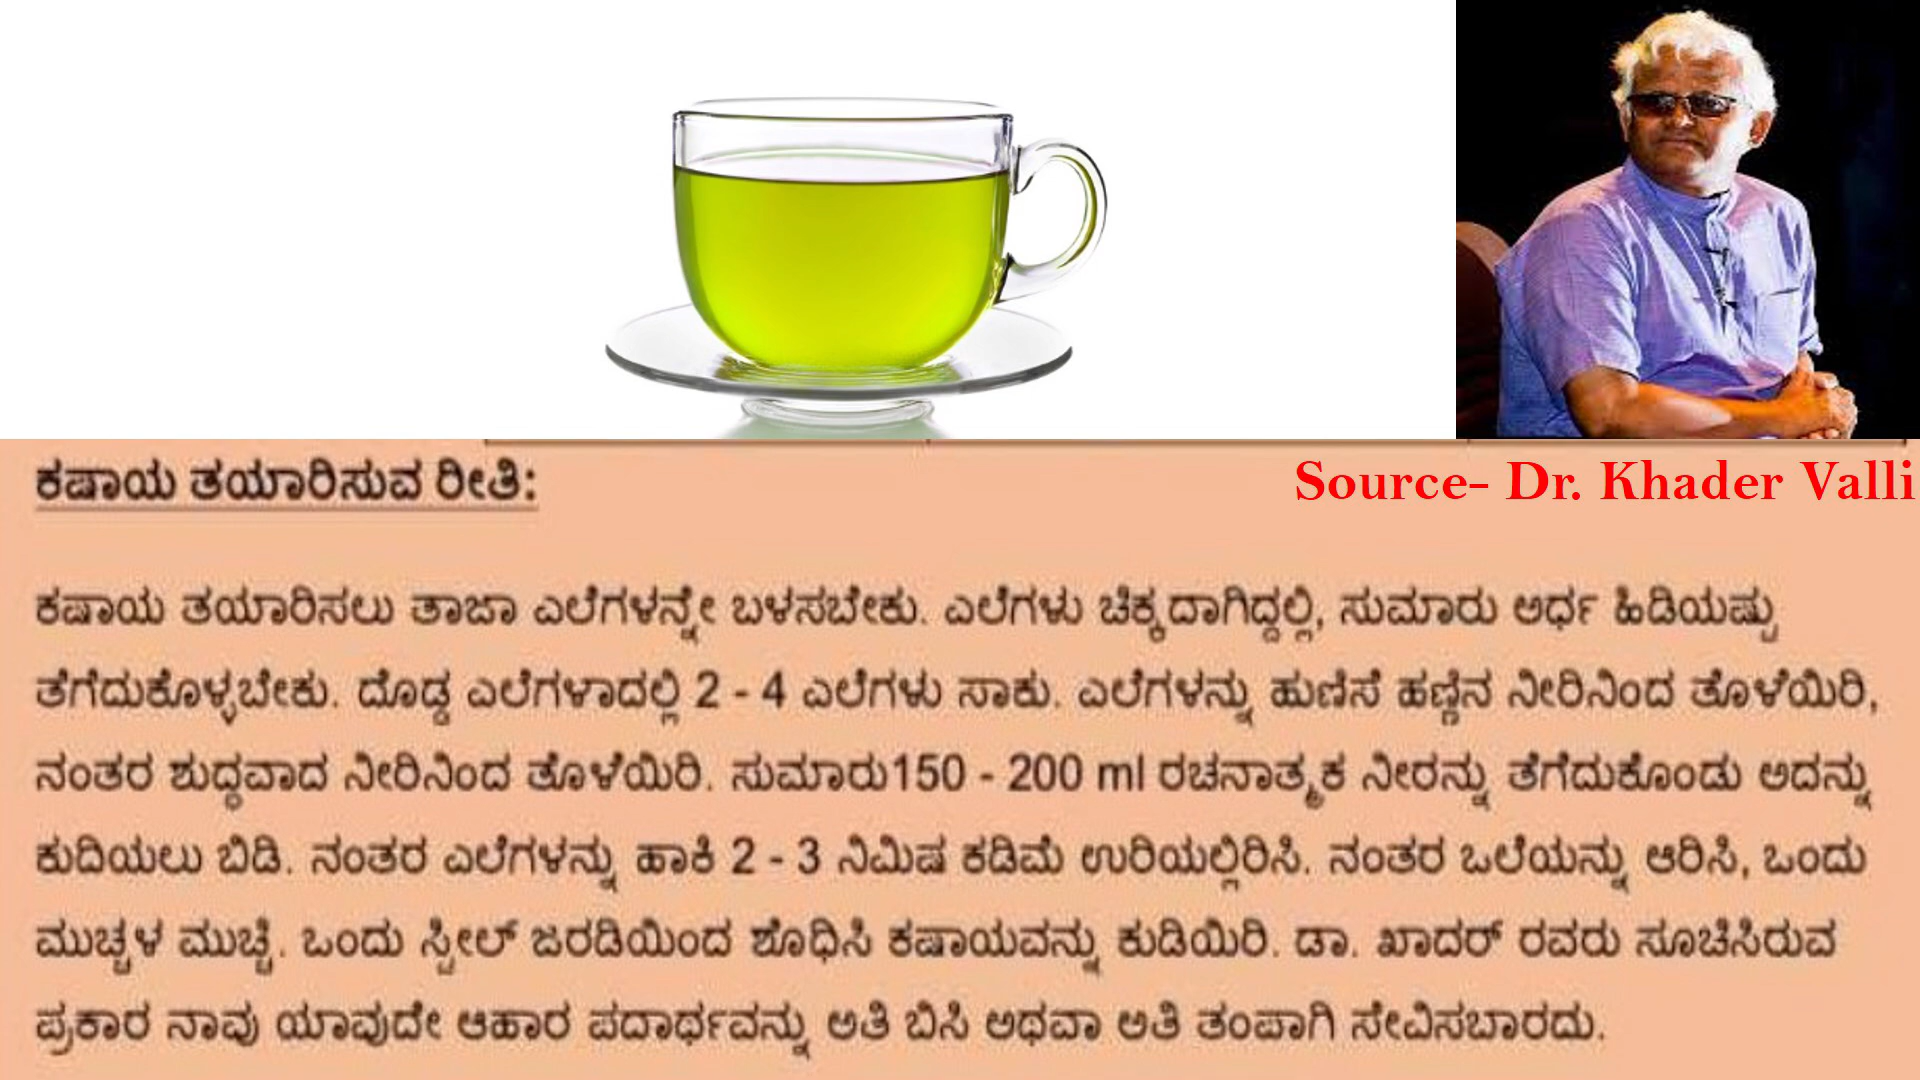 ಕಷಾಯ ತಯಾರಿಸುವ ರೀತಿ:
Source- Dr. Khader Valli
ಕಷಾಯ ತಯಾರಿಸಲು ತಾಜಾ ಎಲೆಗಳನ್ನೇ ಬಳಸಬೇಕು. ಎಲೆಗಳು ಚಿಕ್ಕದಾಗಿದ್ದಲ್ಲಿ, ಸುಮಾರು ಅರ್ಧ ಹಿಡಿಯಷ್ಟು
ತೆಗೆದುಕೊಳ್ಳಬೇಕು. ದೊಡ್ಡ ಎಲೆಗಳಾದಲ್ಲಿ 2 - 4 ಎಲೆಗಳು ಸಾಕು. ಎಲೆಗಳನ್ನು ಹುಣಿಸೆ ಹಣ್ಣಿನ ನೀರಿನಿಂದ ತೊಳೆಯಿರಿ,
ನಂತರ ಶುದ್ಧವಾದ ನೀರಿನಿಂದ ತೊಳೆಯಿರಿ. ಸುಮಾರು150 - 200 ml ರಚನಾತ್ಮಕ ನೀರನ್ನು ತೆಗೆದುಕೊಂಡು ಅದನ್ನು
ಕುದಿಯಲು ಬಿಡಿ. ನಂತರ ಎಲೆಗಳನ್ನು ಹಾಕಿ 2 - 3 ನಿಮಿಷ ಕಡಿಮೆ ಉರಿಯಲ್ಲಿರಿಸಿ. ನಂತರ ಒಲೆಯನ್ನು ಆರಿಸಿ, ಒಂದು
ಮುಚ್ಚಳ ಮುಚ್ಚಿ. ಒಂದು ಸ್ಟೀಲ್ ಜರಡಿಯಿಂದ ಶೊಧಿಸಿ ಕಷಾಯವನ್ನು ಕುಡಿಯಿರಿ. ಡಾ. ಖಾದರ್ ರವರು ಸೂಚಿಸಿರುವ
ಪ್ರಕಾರ ನಾವು ಯಾವುದೇ ಆಹಾರ ಪದಾರ್ಥವನ್ನು ಅತಿ ಬಿಸಿ ಅಥವಾ ಅತಿ ತಂಪಾಗಿ ಸೇವಿಸಬಾರದು.